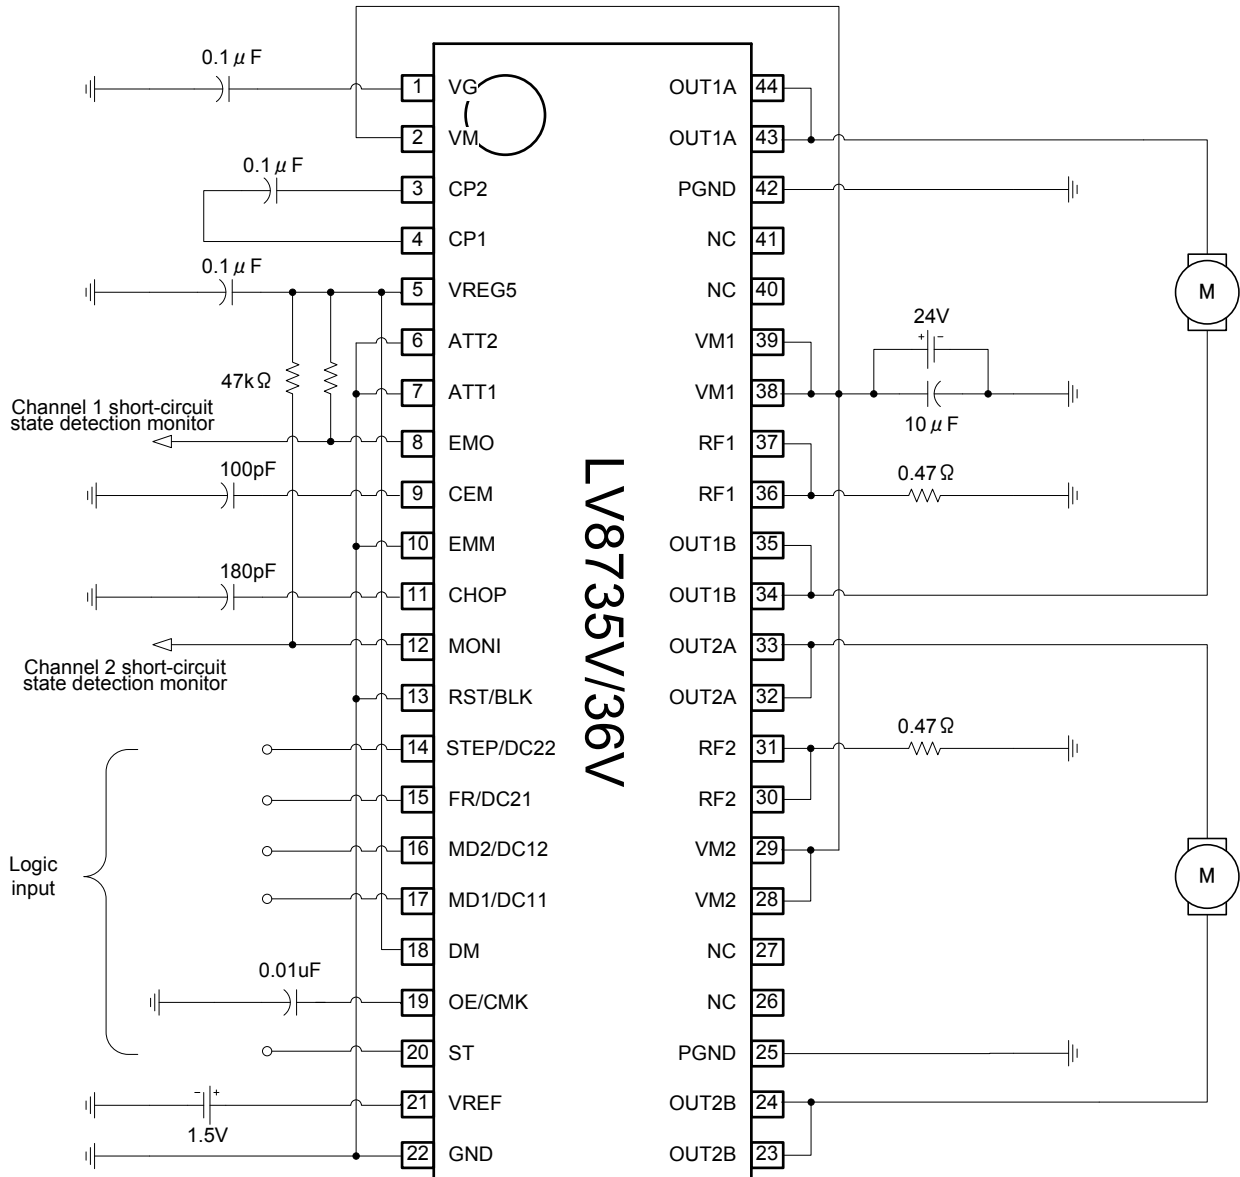 0.1μF
1 VG OUT1A 44
2 VM OUT1A 43
0.1μF
3 CP2 PGND 42
4 CP1 NC 41
0.1μF
5 VREG5 NC 40
24V
+ −
6 ATT2 VM1 39
47kΩ
7 ATT1 VM1 38
10μF
Channel 1 short-circuit
state detection monitor
8 EMO RF1 37
100pF
0.47Ω
9 CEM RF1 36
10 EMM OUT1B 35
180pF
11 CHOP OUT1B 34
12 MONI OUT2A 33
Channel 2 short-circuit
state detection monitor
13 RST/BLK OUT2A 32
0.47Ω
14 STEP/DC22 RF2 31
15 FR/DC21 RF2 30
16 MD2/DC12 VM2 29
Logic
input
17 MD1/DC11 VM2 28
18 DM NC 27
0.01uF
19 OE/CMK NC 26
20 ST PGND 25
− +
21 VREF OUT2B 24
1.5V
22 GND OUT2B 23
LV8735V/36V
M
M